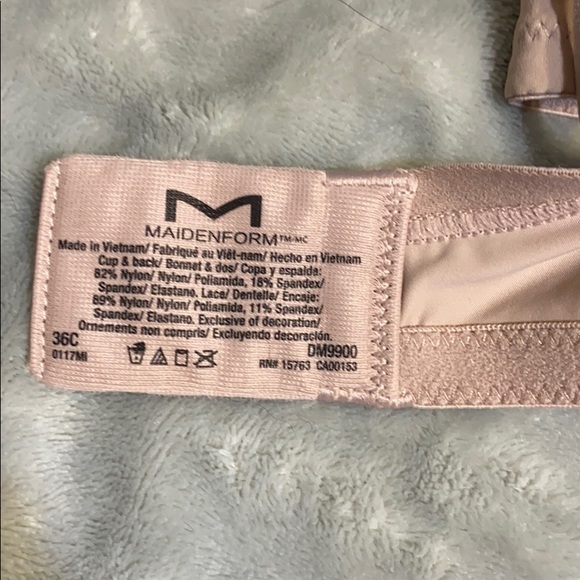 M
MAIDENFORM™-MC
Made in Vietnam/ Fabriqué au Viêt-nam/ Hecho en Vietnam
Cup & back/ Bonnet & dos/ Copa y espalda:
82% Nylon/ Nylon/ Poliamida, 18% Spandex/
Spandex/ Elastano. Lace/ Dentelle/ Encaje:
89% Nylon/ Nylon/ Poliamida, 11% Spandex/
Spandex/ Elastano. Exclusive of decoration/
Ornements non compris/ Excluyendo decoración.
36C DM9900
0117MI RN# 15763 CA00153